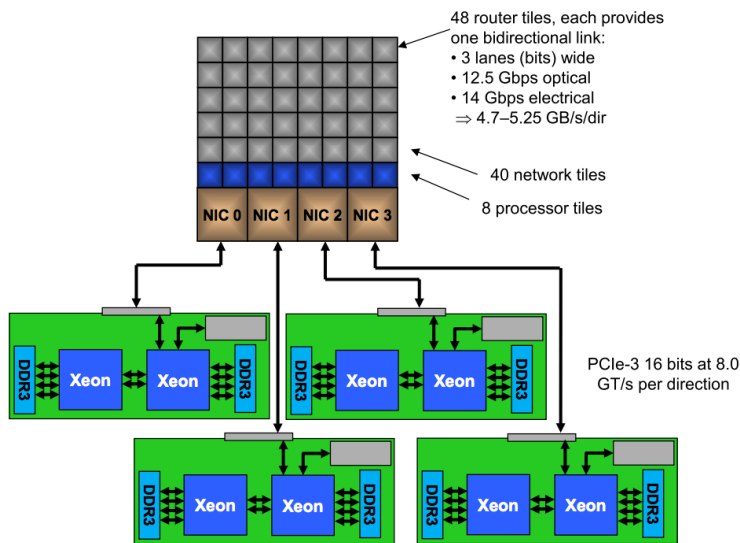 48 router tiles, each provides
one bidirectional link:
• 3 lanes (bits) wide
• 12.5 Gbps optical
• 14 Gbps electrical
⇒ 4.7–5.25 GB/s/dir
40 network tiles
8 processor tiles
NIC 0 NIC 1 NIC 2 NIC 3
DDR3 Xeon Xeon DDR3
DDR3 Xeon Xeon DDR3
PCIe-3 16 bits at 8.0
GT/s per direction
DDR3 Xeon Xeon DDR3
DDR3 Xeon Xeon DDR3